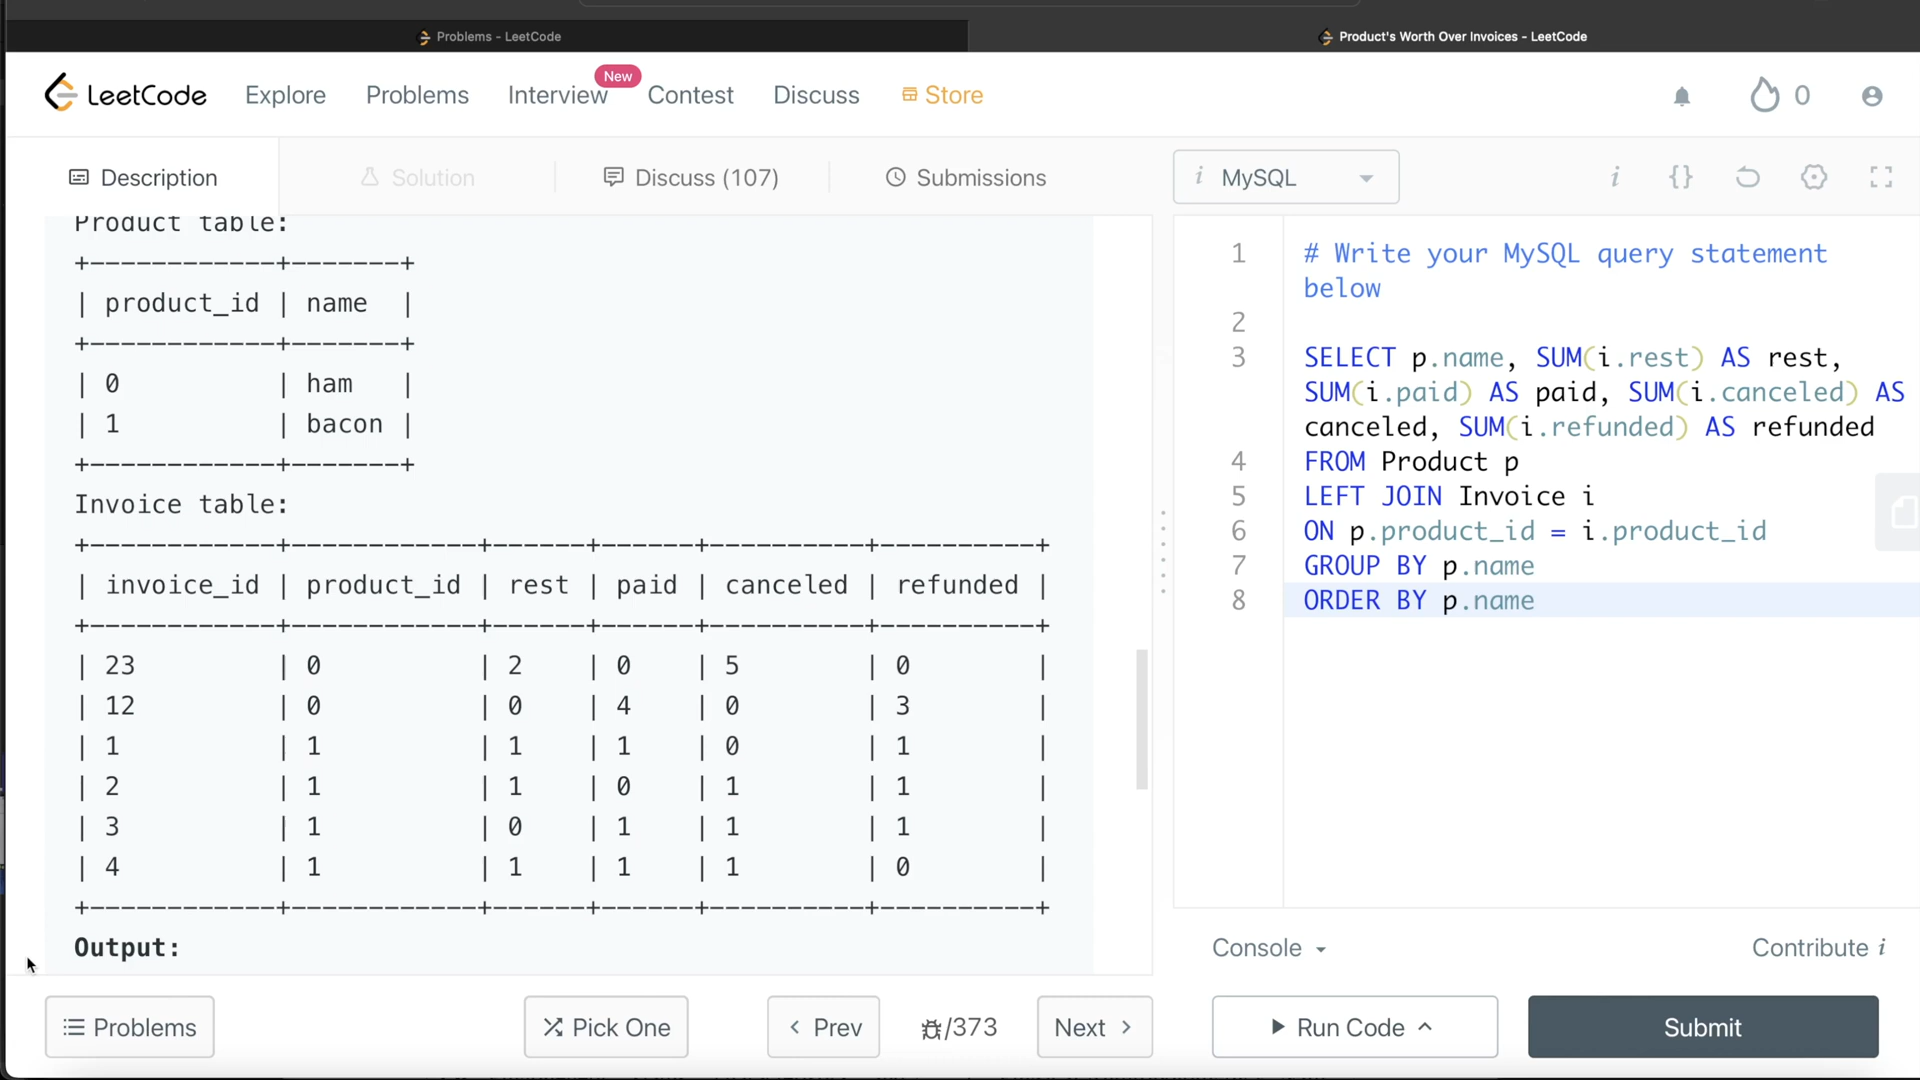 Problems - LeetCode
Product's Worth Over Invoices - LeetCode
LeetCode
Explore
Problems
Interview
New
Contest
Discuss
Store
0
Description
Solution
Discuss (107)
Submissions
i MySQL
i {}
Product table:
+------------+-------+
| product_id | name  |
+------------+-------+
| 0          | ham   |
| 1          | bacon |
+------------+-------+
Invoice table:
+------------+------------+------+------+----------+----------+
| invoice_id | product_id | rest | paid | canceled | refunded |
+------------+------------+------+------+----------+----------+
| 23         | 0          | 2    | 0    | 5        | 0        |
| 12         | 0          | 0    | 4    | 0        | 3        |
| 1          | 1          | 1    | 1    | 0        | 1        |
| 2          | 1          | 1    | 0    | 1        | 1        |
| 3          | 1          | 0    | 1    | 1        | 1        |
| 4          | 1          | 1    | 1    | 1        | 0        |
+------------+------------+------+------+----------+----------+
Output:
1 # Write your MySQL query statement
below
2
3 SELECT p.name, SUM(i.rest) AS rest,
SUM(i.paid) AS paid, SUM(i.canceled) AS
canceled, SUM(i.refunded) AS refunded
4 FROM Product p
5 LEFT JOIN Invoice i
6 ON p.product_id = i.product_id
7 GROUP BY p.name
8 ORDER BY p.name
Console
Contribute i
Problems
Pick One
Prev
/373
Next
Run Code
Submit